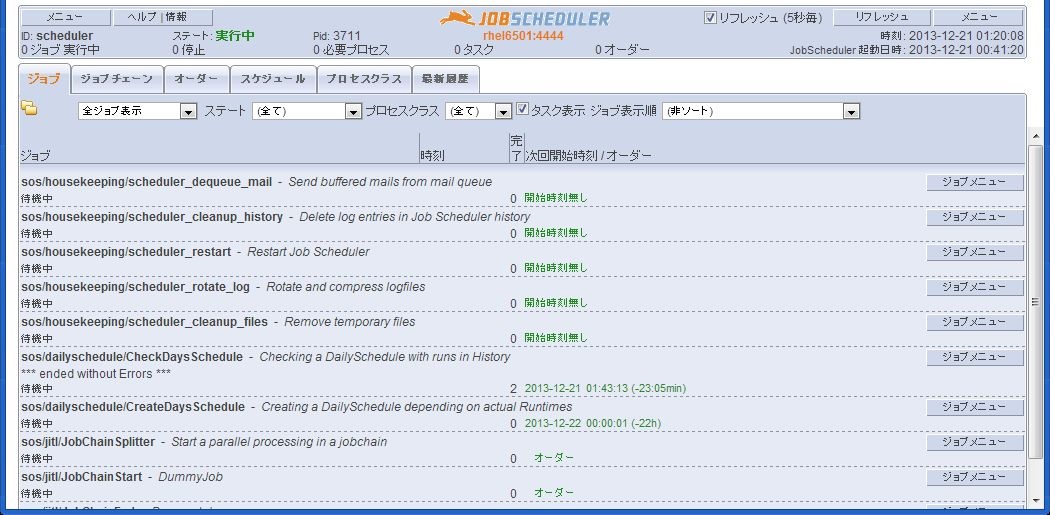 メニュー ヘルプ | 情報 JOBSCHEDULER リフレッシュ (5秒毎) リフレッシュ メニュー
ID: scheduler ステート: 実行中 Pid: 3711 rhel6501:4444 時刻: 2013-12-21 01:20:08
0 ジョブ 実行中 0 停止 0 必要プロセス 0 タスク 0 オーダー JobScheduler 起動日時: 2013-12-21 00:41:20
ジョブ ジョブチェーン オーダー スケジュール プロセスクラス 最新履歴
全ジョブ表示 ステート (全て) プロセスクラス (全て) タスク表示 ジョブ表示順 (非ソート)
ジョブ 時刻 完了 次回開始時刻 / オーダー
sos/housekeeping/scheduler_dequeue_mail - Send buffered mails from mail queue ジョブメニュー
待機中 0 開始時刻無し
sos/housekeeping/scheduler_cleanup_history - Delete log entries in Job Scheduler history ジョブメニュー
待機中 0 開始時刻無し
sos/housekeeping/scheduler_restart - Restart Job Scheduler ジョブメニュー
待機中 0 開始時刻無し
sos/housekeeping/scheduler_rotate_log - Rotate and compress logfiles ジョブメニュー
待機中 0 開始時刻無し
sos/housekeeping/scheduler_cleanup_files - Remove temporary files ジョブメニュー
待機中 0 開始時刻無し
sos/dailyschedule/CheckDaysSchedule - Checking a DailySchedule with runs in History ジョブメニュー
*** ended without Errors ***
待機中 2 2013-12-21 01:43:13 (-23:05min)
sos/dailyschedule/CreateDaysSchedule - Creating a DailySchedule depending on actual Runtimes ジョブメニュー
待機中 0 2013-12-22 00:00:01 (-22h)
sos/jitl/JobChainSplitter - Start a parallel processing in a jobchain ジョブメニュー
待機中 0 オーダー
sos/jitl/JobChainStart - DummyJob ジョブメニュー
待機中 0 オーダー